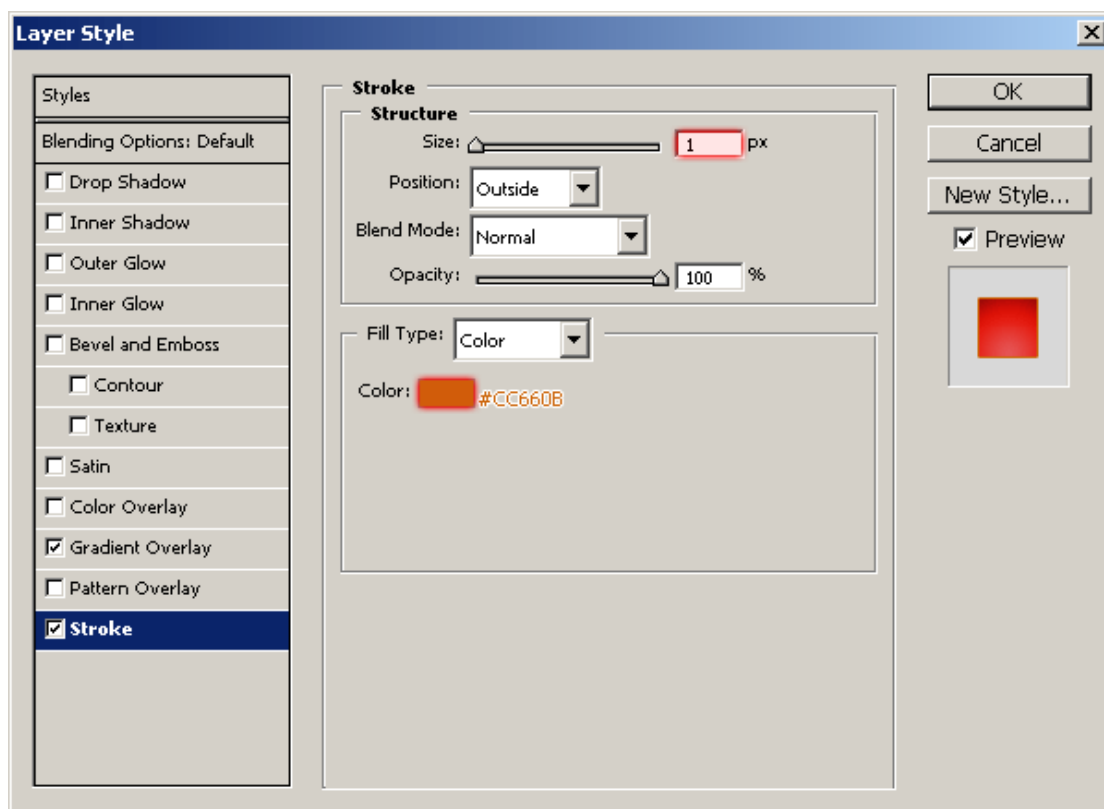 Layer Style
Styles
Blending Options: Default
Drop Shadow
Inner Shadow
Outer Glow
Inner Glow
Bevel and Emboss
Contour
Texture
Satin
Color Overlay
Gradient Overlay
Pattern Overlay
Stroke
Stroke
Structure
Size: 1 px
Position: Outside
Blend Mode: Normal
Opacity: 100 %
Fill Type: Color
Color: #CC660B
OK
Cancel
New Style...
Preview